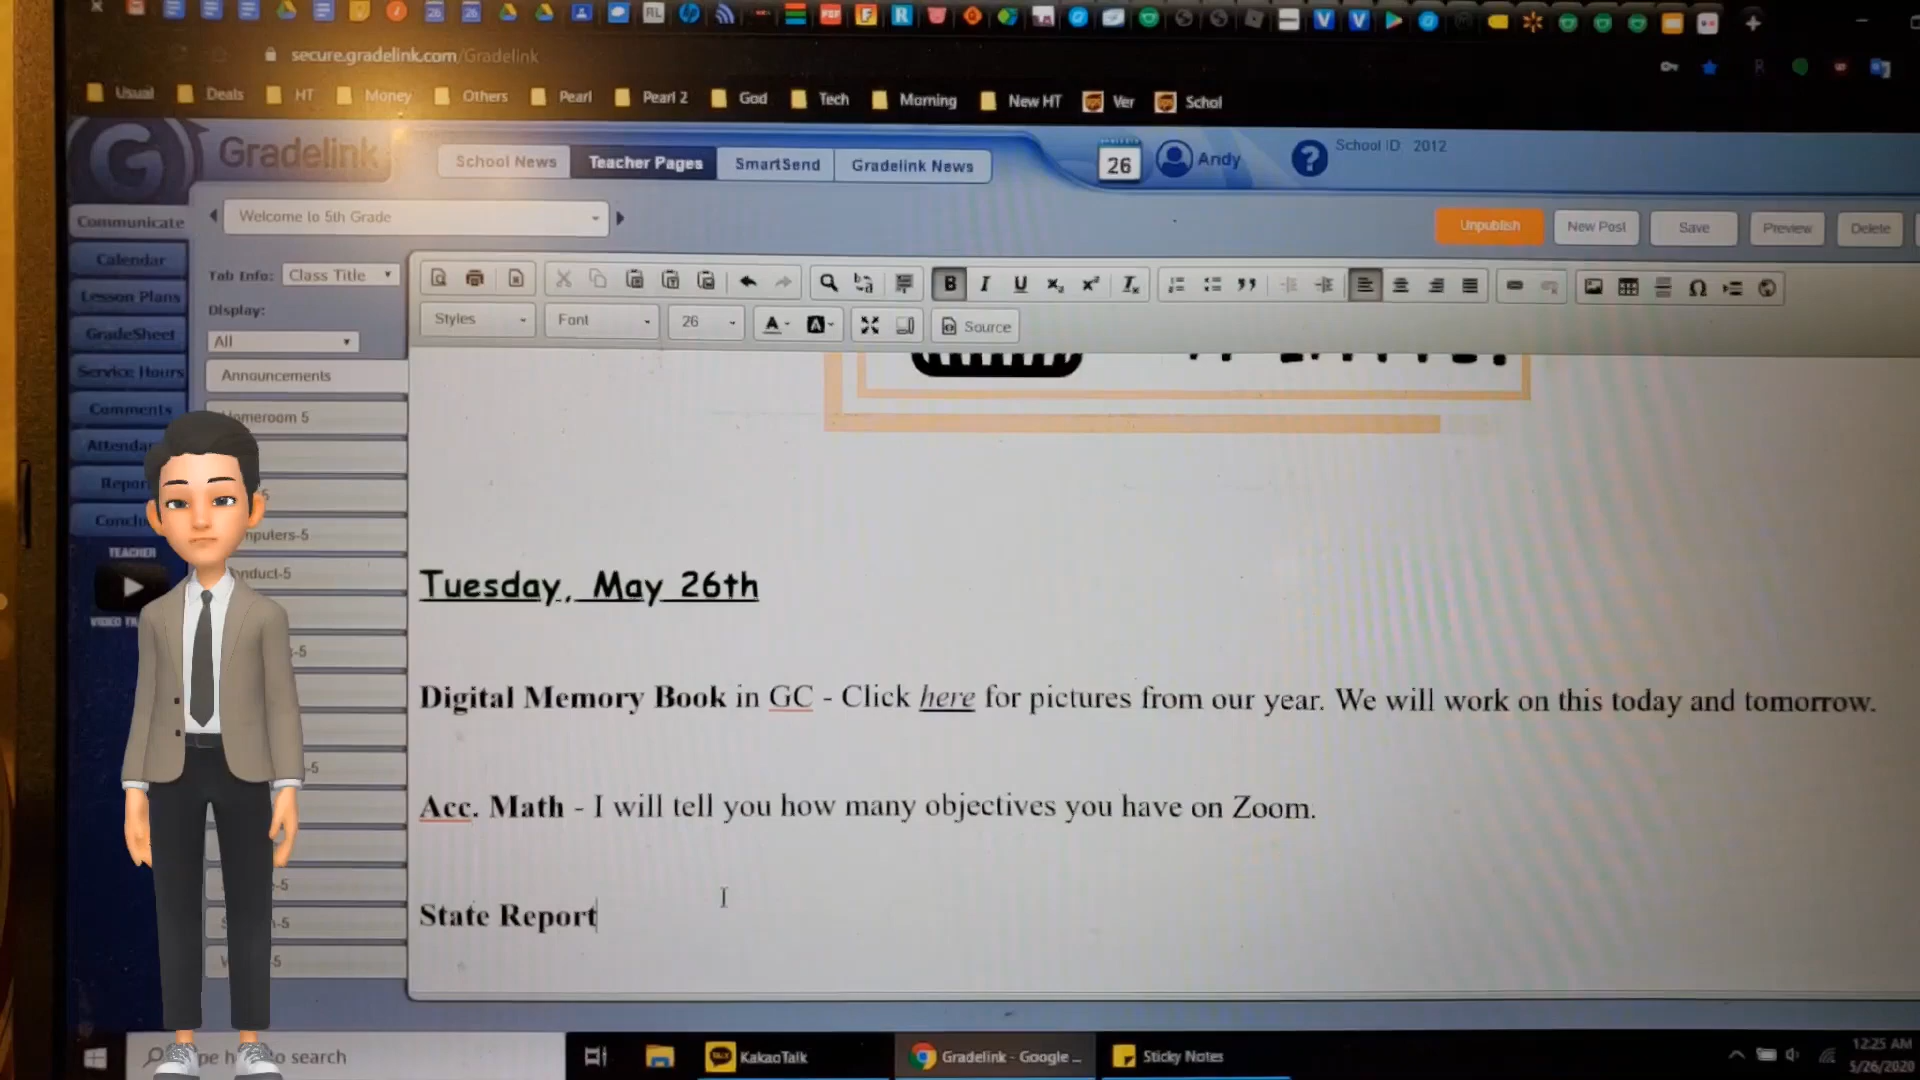 secure.gradelink.com/Gradelink
Usual Deals HT Money Others Pearl Pearl 2 God Tech Morning New HT Ver Schol
Gradelink
School News Teacher Pages SmartSend Gradelink News
26 Andy ? School ID 2012
Communicate
Welcome to 5th Grade
Unpublish New Post Save Preview Delete
Calendar
Tab Info: Class Title
Lesson Plans
Display:
GradeSheet
All
Service Hours
Announcements
Comments
Homeroom 5
Styles Font 26 Source
Tuesday, May 26th
Digital Memory Book in GC - Click here for pictures from our year. We will work on this today and tomorrow.
Acc. Math - I will tell you how many objectives you have on Zoom.
State Report
TEACHER
KakaoTalk Gradelink - Google ... Sticky Notes
to search
12:25 AM
5/26/2020